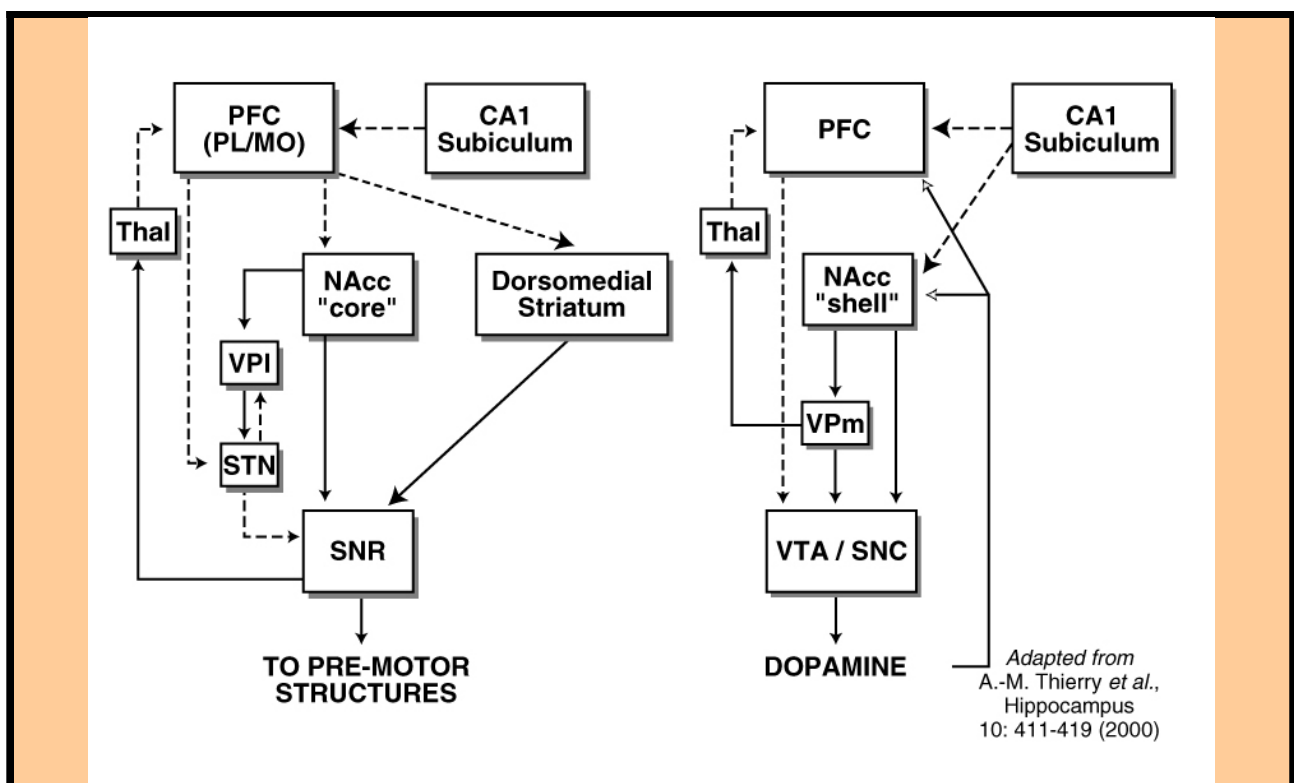 PFC
(PL/MO)
CA1
Subiculum
Thal
NAcc
"core"
Dorsomedial
Striatum
VPl
STN
SNR
TO PRE-MOTOR
STRUCTURES
PFC
CA1
Subiculum
Thal
NAcc
"shell"
VPm
VTA / SNC
DOPAMINE
Adapted from
A.-M. Thierry et al.,
Hippocampus
10: 411-419 (2000)